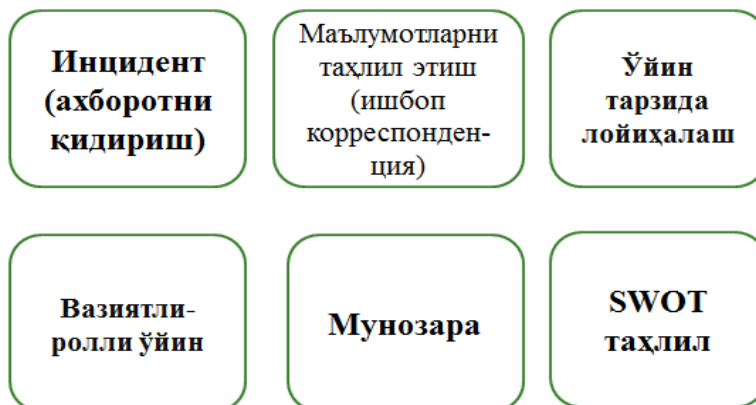 Инцидент
(ахборотни
қидириш)
Маълумотларни
таҳлил этиш
(ишбоп
корреспонден-
ция)
Ўйин
тарзида
лойиҳалаш
Вазиятли-
ролли ўйин
Мунозара
SWOT
таҳлил